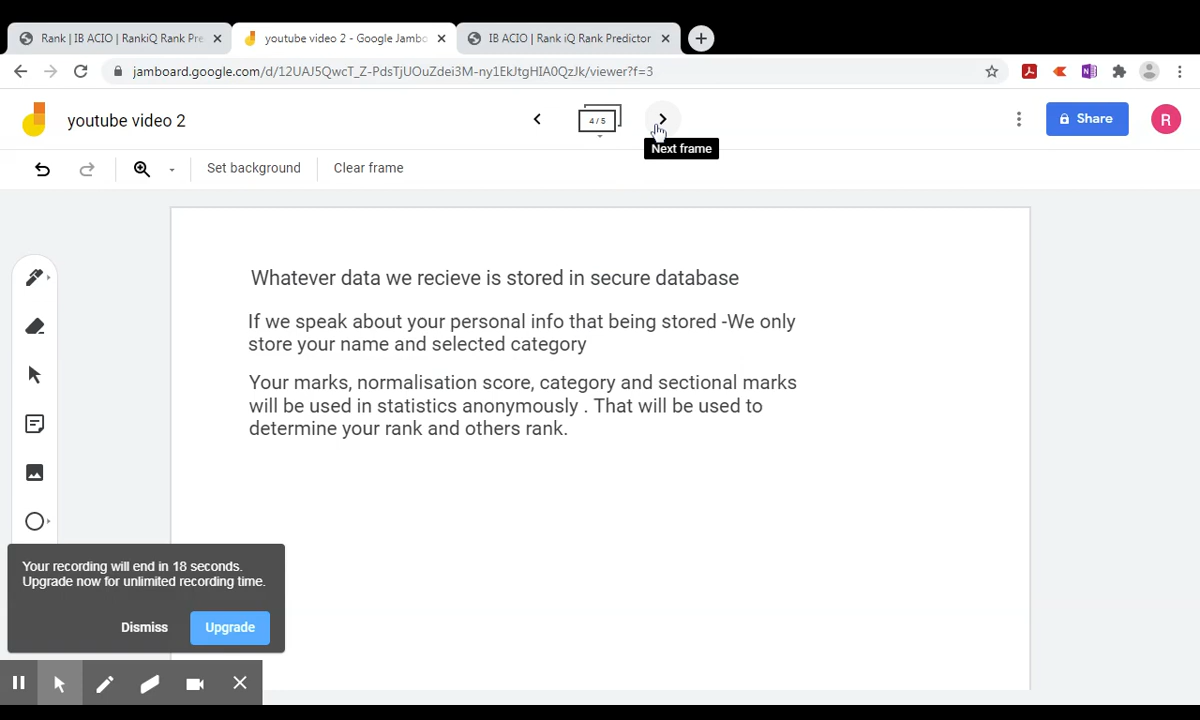 Rank | IB ACIO | RankiQ Rank Pre
youtube video 2 - Google Jambo
IB ACIO | Rank iQ Rank Predictor
jamboard.google.com/d/12UAJ5QwcT_Z-PdsTjUOuZdei3M-ny1EkJtgHIA0QzJk/viewer?f=3
youtube video 2
4 / 5
Share
R
Next frame
Set background
Clear frame
Whatever data we recieve is stored in secure database
If we speak about your personal info that being stored -We only
store your name and selected category
Your marks, normalisation score, category and sectional marks
will be used in statistics anonymously . That will be used to
determine your rank and others rank.
Your recording will end in 18 seconds.
Upgrade now for unlimited recording time.
Dismiss
Upgrade